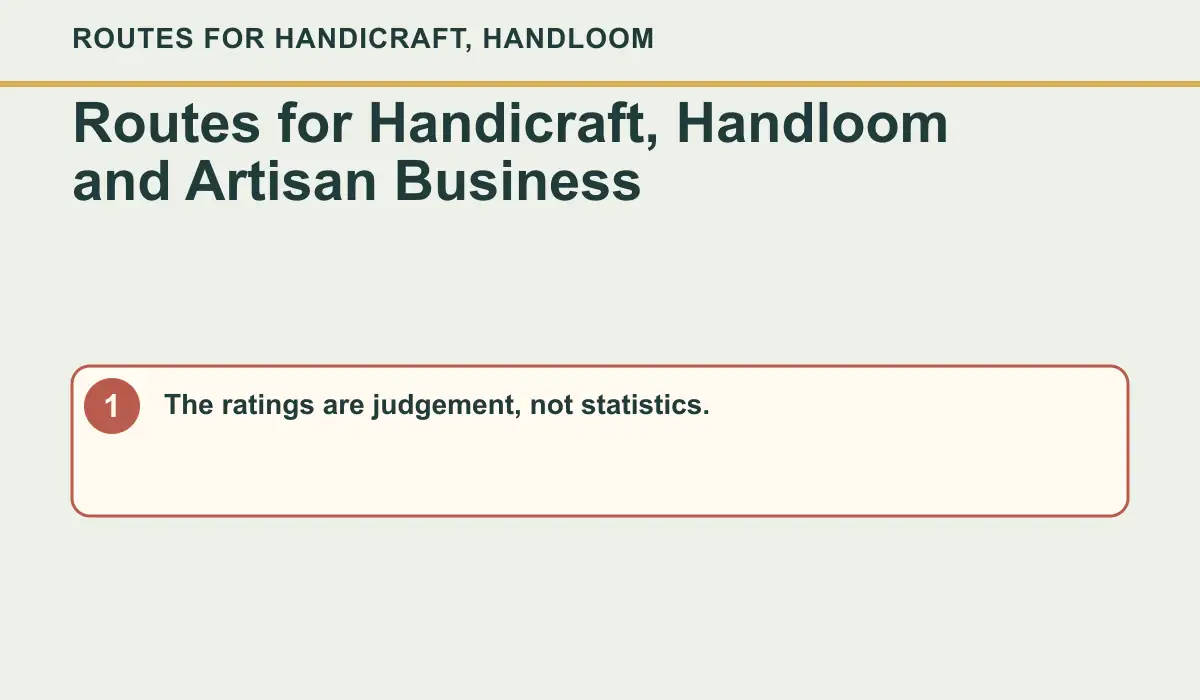 ROUTES FOR HANDICRAFT, HANDLOOM
Routes for Handicraft, Handloom
and Artisan Business
1
The ratings are judgement, not statistics.